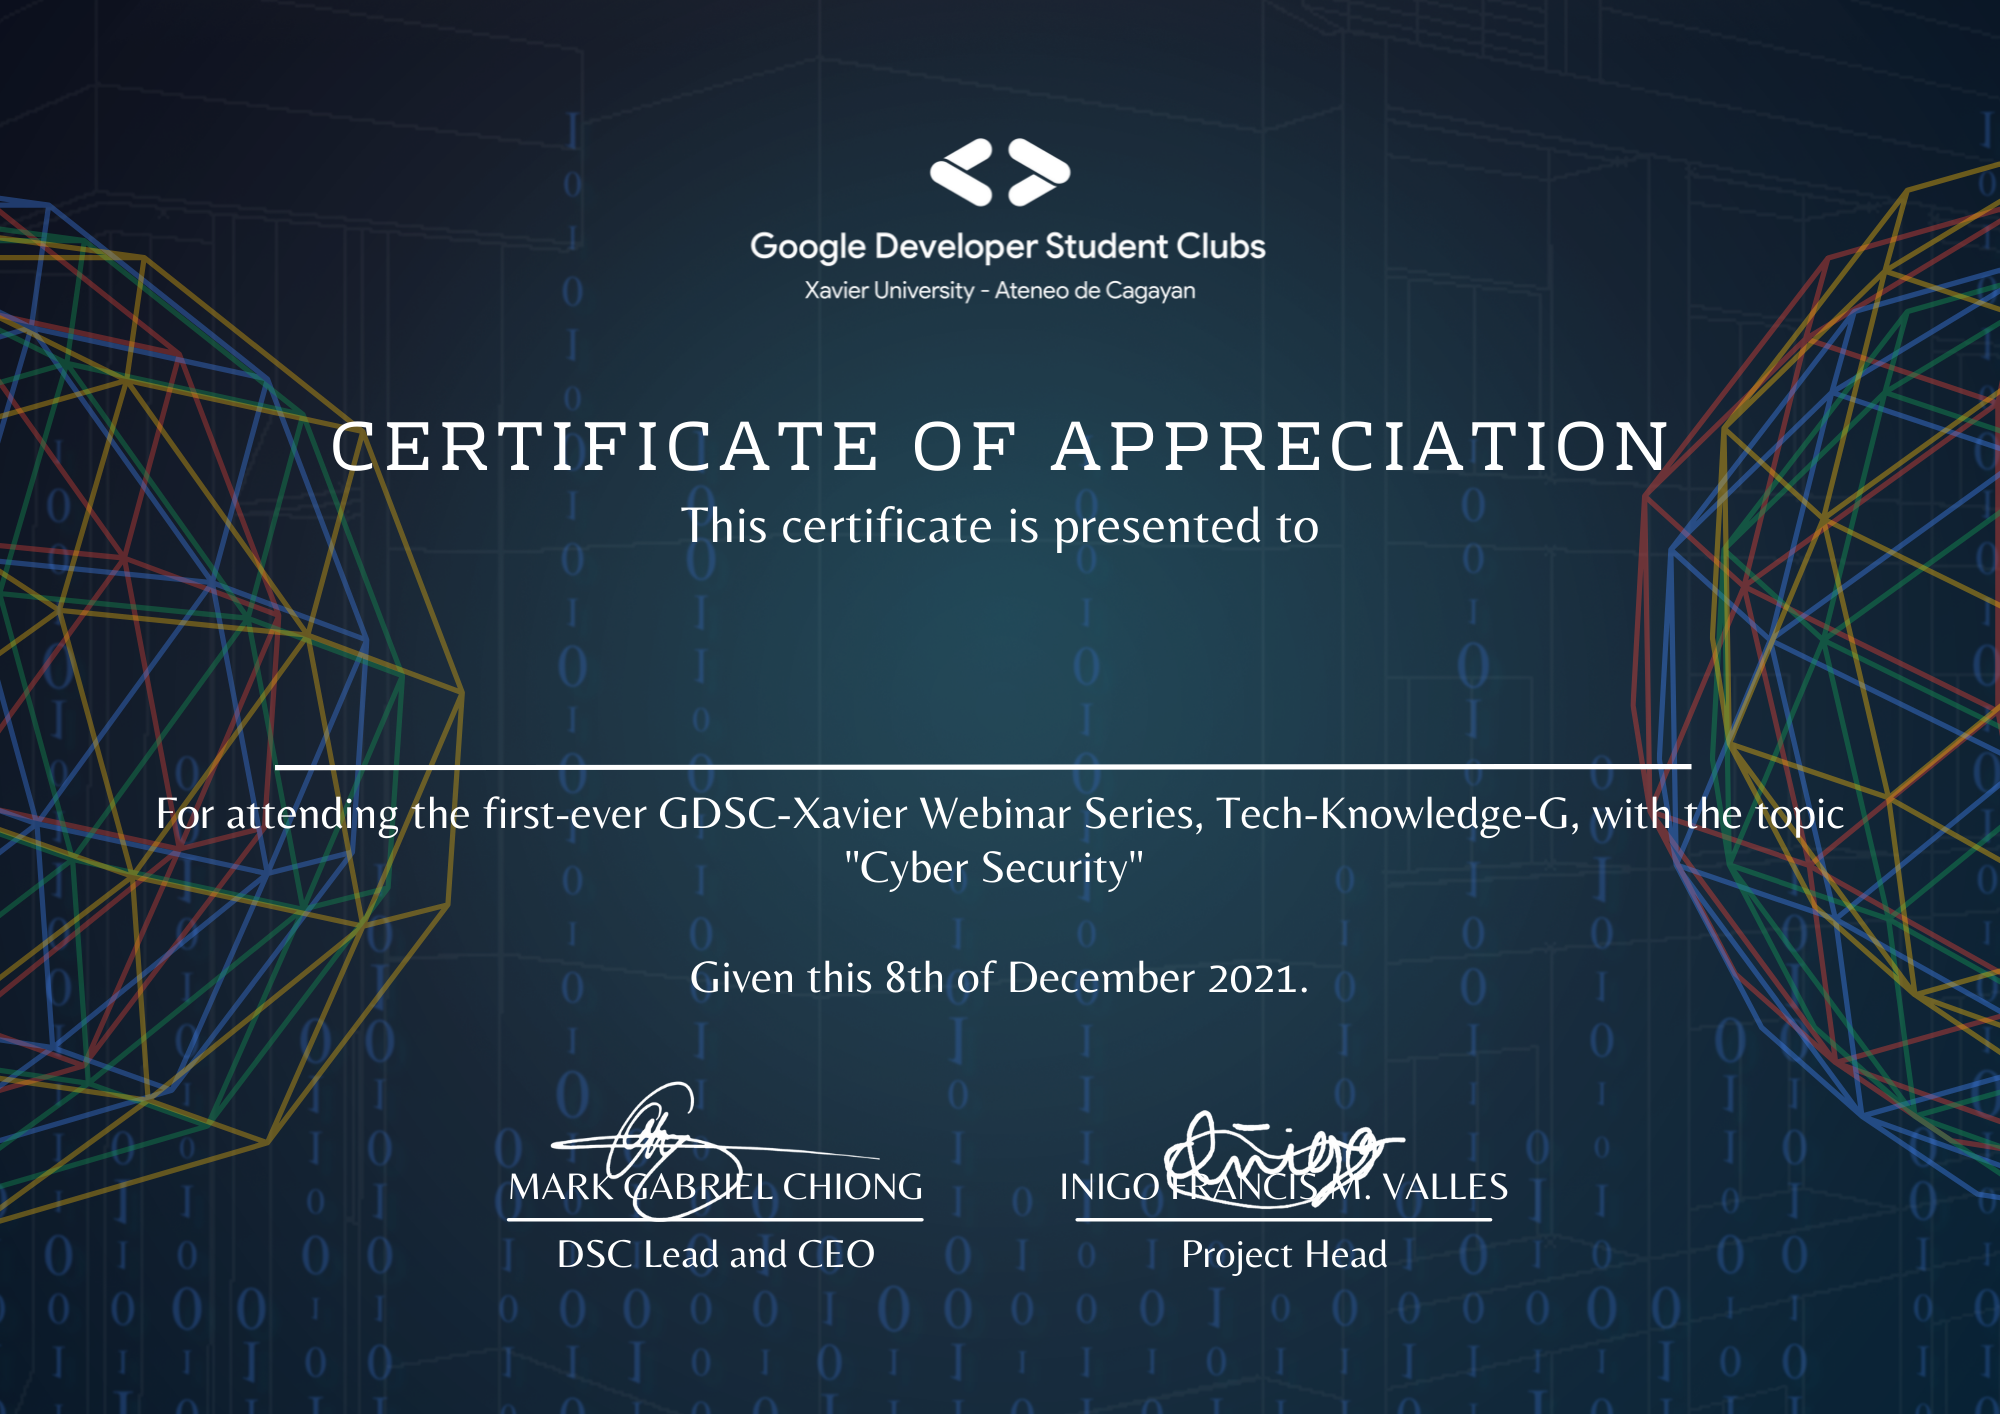 Google Developer Student Clubs
Xavier University - Ateneo de Cagayan
CERTIFICATE OF APPRECIATION
This certificate is presented to
For attending the first-ever GDSC-Xavier Webinar Series, Tech-Knowledge-G, with the topic
"Cyber Security"
Given this 8th of December 2021.
Iñigo
MARK GABRIEL CHIONG
INIGO FRANCIS M. VALLES
DSC Lead and CEO
Project Head